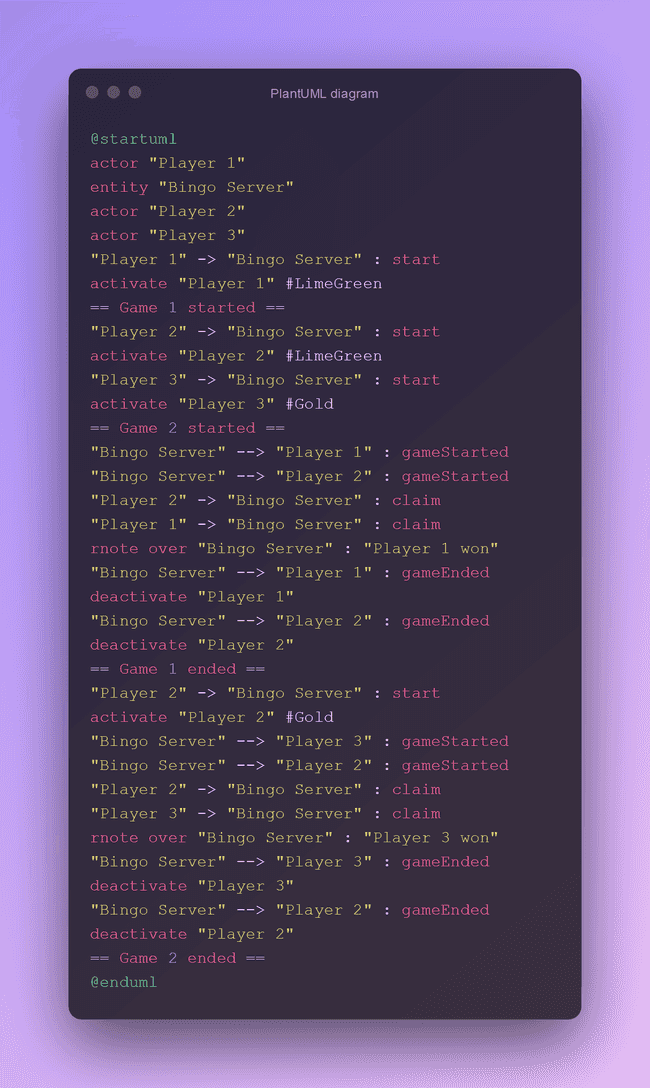 PlantUML diagram
@startuml
actor "Player 1"
entity "Bingo Server"
actor "Player 2"
actor "Player 3"
"Player 1" -> "Bingo Server" : start
activate "Player 1" #LimeGreen
== Game 1 started ==
"Player 2" -> "Bingo Server" : start
activate "Player 2" #LimeGreen
"Player 3" -> "Bingo Server" : start
activate "Player 3" #Gold
== Game 2 started ==
"Bingo Server" --> "Player 1" : gameStarted
"Bingo Server" --> "Player 2" : gameStarted
"Player 2" -> "Bingo Server" : claim
"Player 1" -> "Bingo Server" : claim
rnote over "Bingo Server" : "Player 1 won"
"Bingo Server" --> "Player 1" : gameEnded
deactivate "Player 1"
"Bingo Server" --> "Player 2" : gameEnded
deactivate "Player 2"
== Game 1 ended ==
"Player 2" -> "Bingo Server" : start
activate "Player 2" #Gold
"Bingo Server" --> "Player 3" : gameStarted
"Bingo Server" --> "Player 2" : gameStarted
"Player 2" -> "Bingo Server" : claim
"Player 3" -> "Bingo Server" : claim
rnote over "Bingo Server" : "Player 3 won"
"Bingo Server" --> "Player 3" : gameEnded
deactivate "Player 3"
"Bingo Server" --> "Player 2" : gameEnded
deactivate "Player 2"
== Game 2 ended ==
@enduml